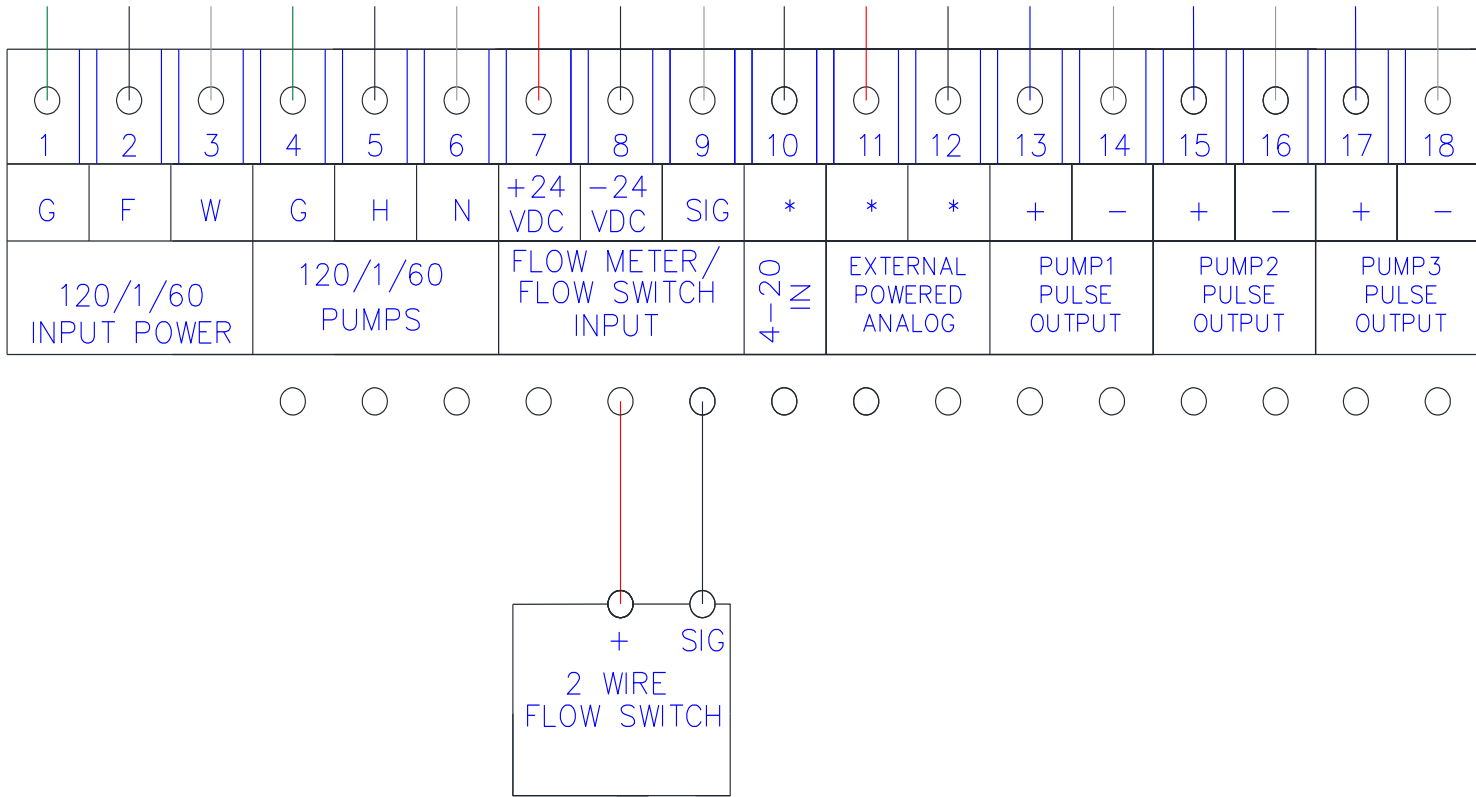 1 2 3 4 5 6 7 8 9 10 11 12 13 14 15 16 17 18
G F W G H N +24 VDC -24 VDC SIG * * * + - + - + -
120/1/60
INPUT POWER
120/1/60
PUMPS
FLOW METER/
FLOW SWITCH
INPUT
4-20
IN
EXTERNAL
POWERED
ANALOG
PUMP1
PULSE
OUTPUT
PUMP2
PULSE
OUTPUT
PUMP3
PULSE
OUTPUT
+ SIG
2 WIRE
FLOW SWITCH